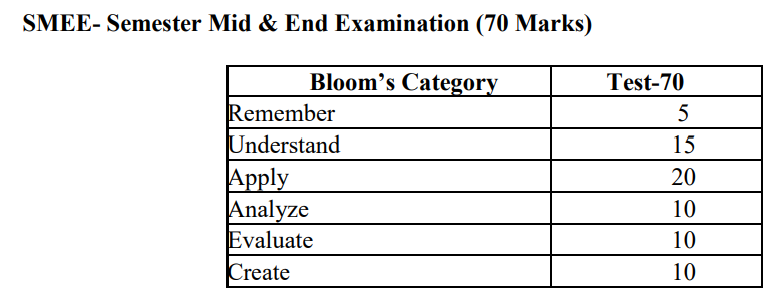 SMEE- Semester Mid & End Examination (70 Marks)
Bloom's Category Test-70
Remember 5
Understand 15
Apply 20
Analyze 10
Evaluate 10
Create 10